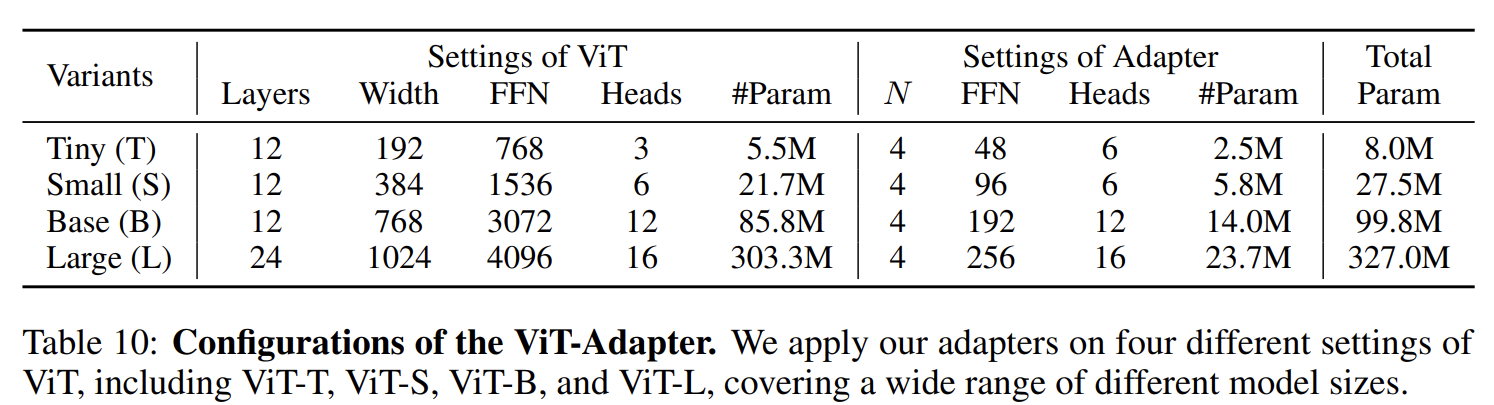 Variants Settings of ViT Settings of Adapter Total
Layers Width FFN Heads #Param N FFN Heads #Param Param
Tiny (T) 12 192 768 3 5.5M 4 48 6 2.5M 8.0M
Small (S) 12 384 1536 6 21.7M 4 96 6 5.8M 27.5M
Base (B) 12 768 3072 12 85.8M 4 192 12 14.0M 99.8M
Large (L) 24 1024 4096 16 303.3M 4 256 16 23.7M 327.0M
Table 10: Configurations of the ViT-Adapter. We apply our adapters on four different settings of
ViT, including ViT-T, ViT-S, ViT-B, and ViT-L, covering a wide range of different model sizes.